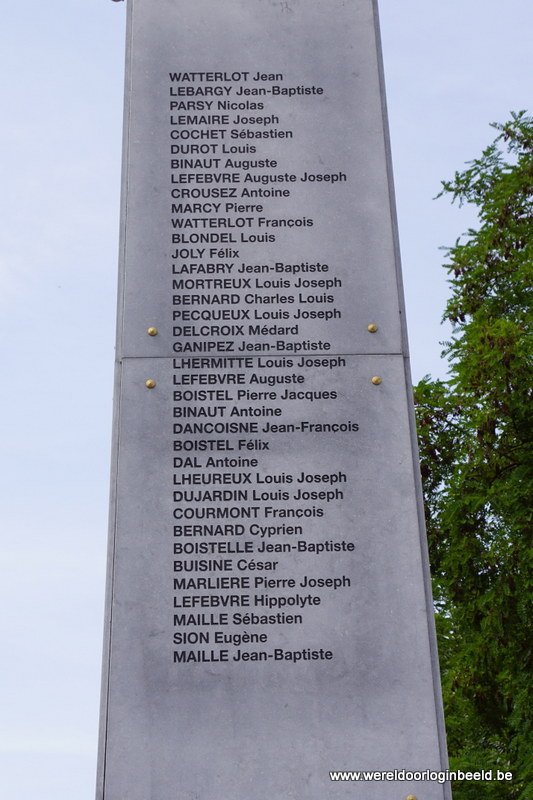 WATTERLOT Jean
LEBARGY Jean-Baptiste
PARSY Nicolas
LEMAIRE Joseph
COCHET Sébastien
DUROT Louis
BINAUT Auguste
LEFEBVRE Auguste Joseph
CROUSEZ Antoine
MARCY Pierre
WATTERLOT François
BLONDEL Louis
JOLY Félix
LAFABRY Jean-Baptiste
MORTREUX Louis Joseph
BERNARD Charles Louis
PECQUEUX Louis Joseph
DELCROIX Médard
GANIPEZ Jean-Baptiste
LHERMITTE Louis Joseph
LEFEBVRE Auguste
BOISTEL Pierre Jacques
BINAUT Antoine
DANCOISNE Jean-François
BOISTEL Félix
DAL Antoine
LHEUREUX Louis Joseph
DUJARDIN Louis Joseph
COURMONT François
BERNARD Cyprien
BOISTELLE Jean-Baptiste
BUISINE César
MARLIERE Pierre Joseph
LEFEBVRE Hippolyte
MAILLE Sébastien
SION Eugène
MAILLE Jean-Baptiste
www.wereldoorloginbeeld.be